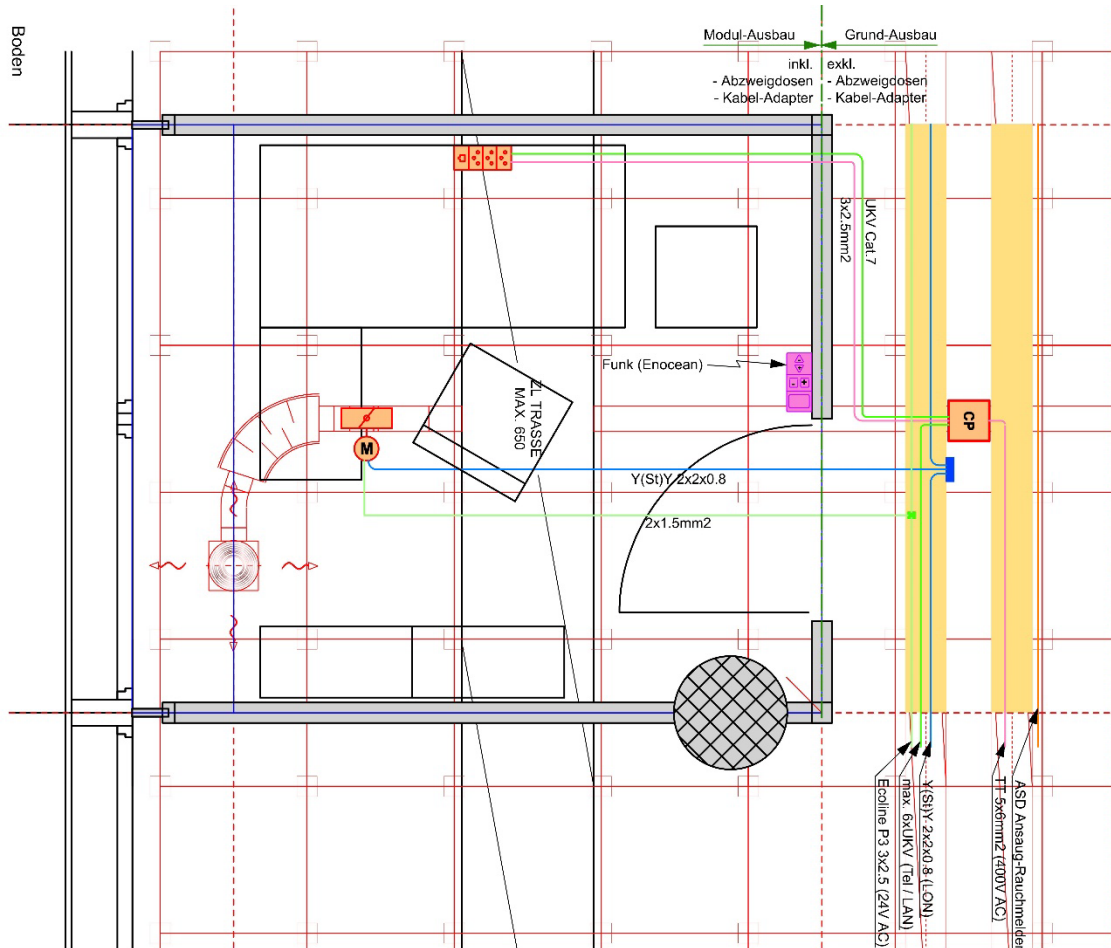 Boden
Modul-Ausbau
Grund-Ausbau
inkl.
- Abzweigdosen
- Kabel-Adapter
exkl.
- Abzweigdosen
- Kabel-Adapter
UKV Cat.7
3x2.5mm2
Funk (Enocean)
- +
CP
ZL TRASSE
MAX. 650
M
Y(St)Y 2x2x0.8
2x1.5mm2
ASD Ansaug-Rauchmelder
TT 5x6mm2 (400V AC)
Y(St)Y 2x2x0.8 (LON)
max. 6xUKV (Tel / LAN)
Ecoline P3 3x2.5 (24V AC)